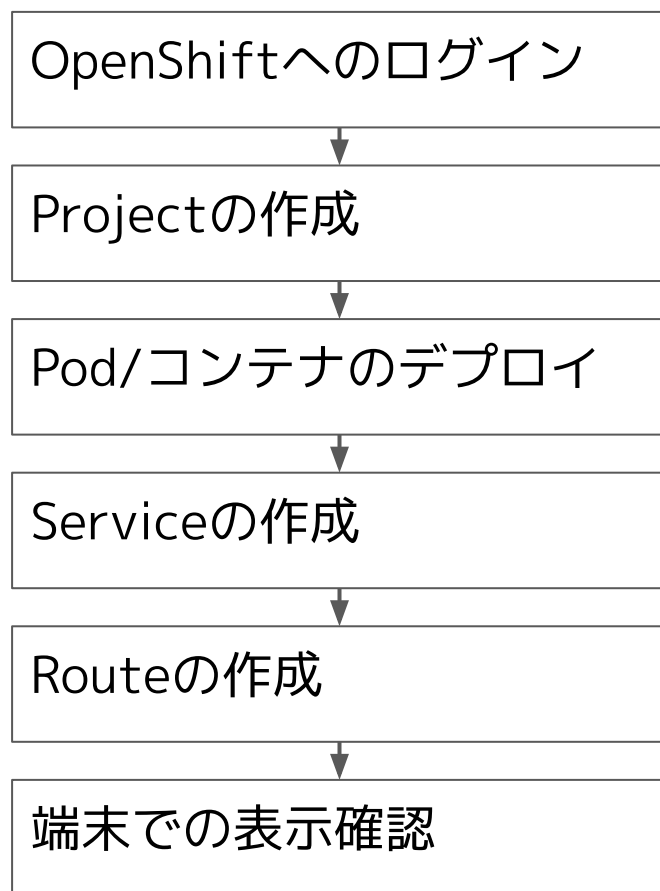 OpenShiftへのログイン
Projectの作成
Pod/コンテナのデプロイ
Serviceの作成
Routeの作成
端末での表示確認